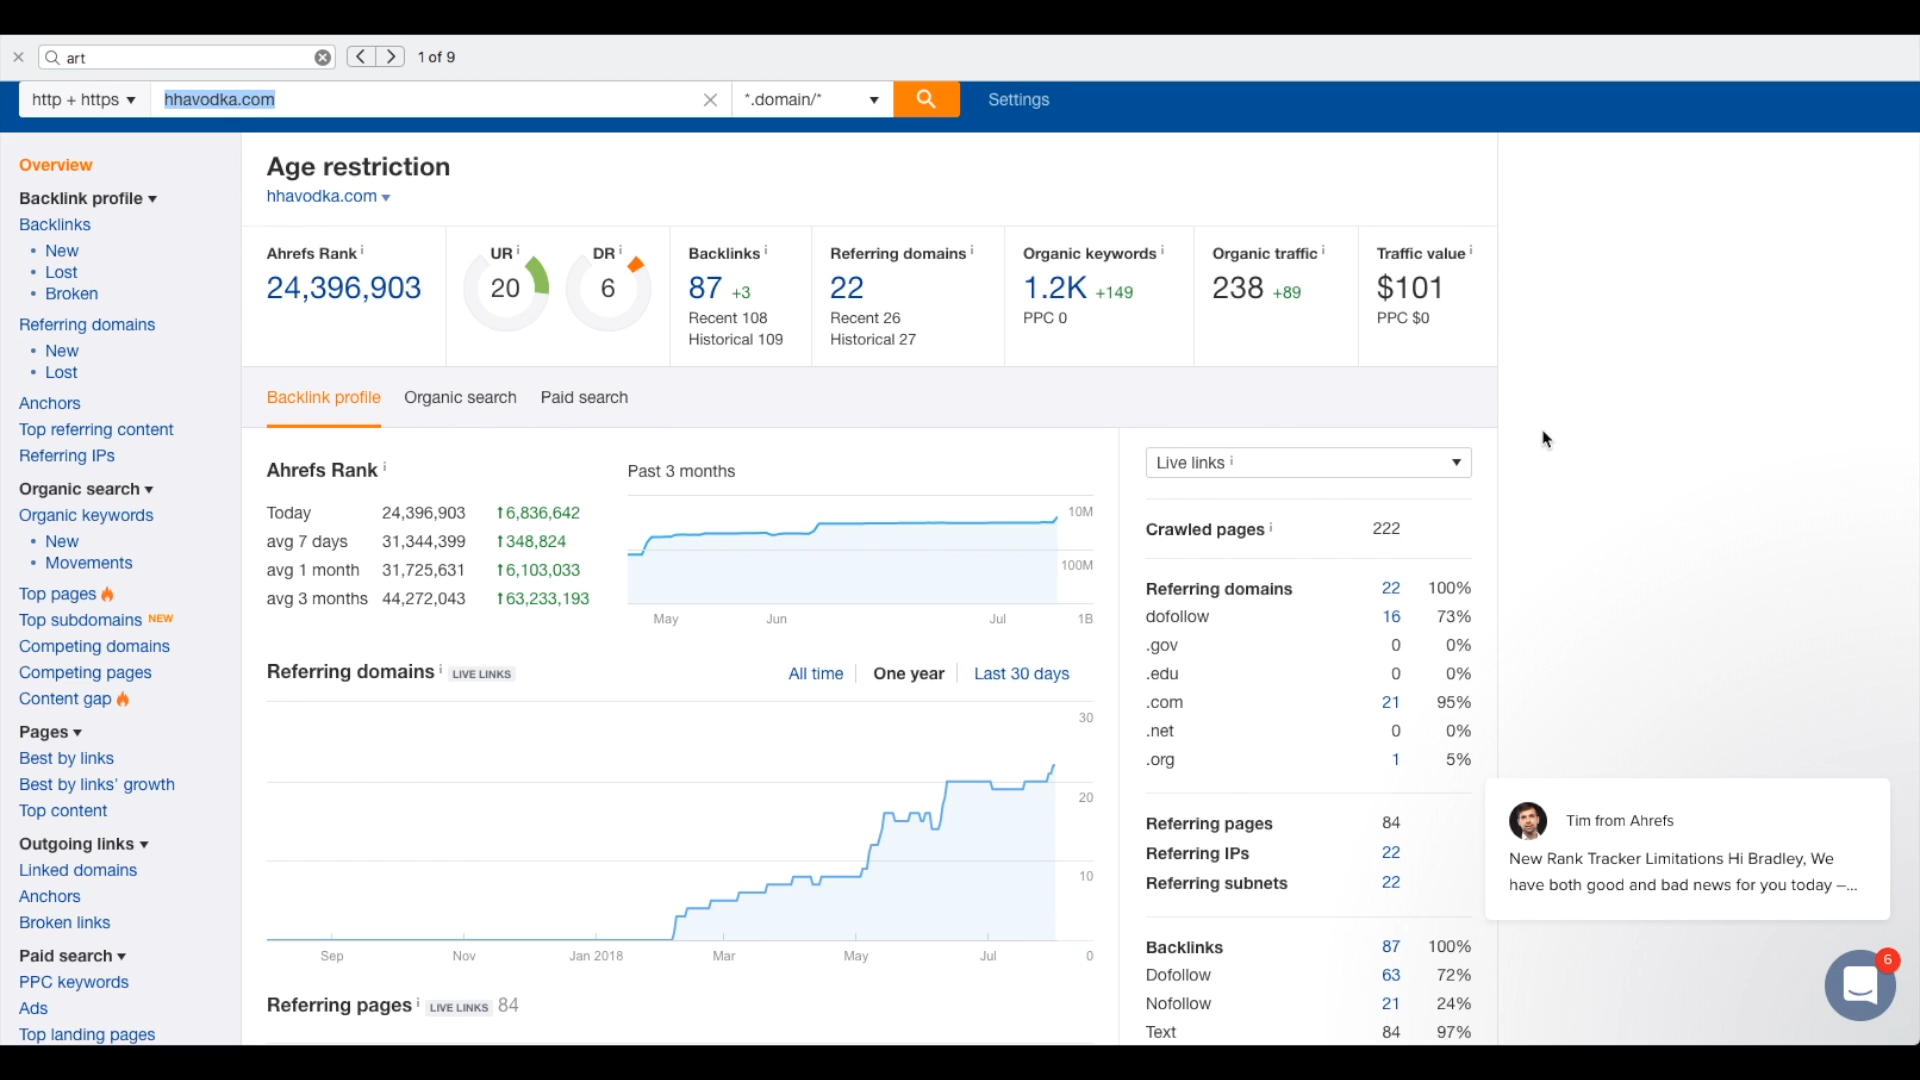 art
1 of 9
http + https
hhavodka.com
*.domain/*
Settings
Overview
Backlink profile
Backlinks
• New
• Lost
• Broken
Referring domains
• New
• Lost
Anchors
Top referring content
Referring IPs
Organic search
Organic keywords
• New
• Movements
Top pages
Top subdomains NEW
Competing domains
Competing pages
Content gap
Pages
Best by links
Best by links' growth
Top content
Outgoing links
Linked domains
Anchors
Broken links
Paid search
PPC keywords
Ads
Top landing pages
Age restriction
hhavodka.com
Ahrefs Rank i
24,396,903
UR i
20
DR i
6
Backlinks i
87 +3
Recent 108
Historical 109
Referring domains i
22
Recent 26
Historical 27
Organic keywords i
1.2K +149
PPC 0
Organic traffic i
238 +89
Traffic value i
$101
PPC $0
Backlink profile Organic search Paid search
Ahrefs Rank i
Today 24,396,903 ↑6,836,642
avg 7 days 31,344,399 ↑348,824
avg 1 month 31,725,631 ↑6,103,033
avg 3 months 44,272,043 ↑63,233,193
Past 3 months
10M
100M
1B
May Jun Jul
Referring domains i LIVE LINKS
All time One year Last 30 days
30
20
10
0
Sep Nov Jan 2018 Mar May Jul
Referring pages i LIVE LINKS 84
Live links i
Crawled pages i 222
Referring domains 22 100%
dofollow 16 73%
.gov 0 0%
.edu 0 0%
.com 21 95%
.net 0 0%
.org 1 5%
Referring pages 84
Referring IPs 22
Referring subnets 22
Backlinks 87 100%
Dofollow 63 72%
Nofollow 21 24%
Text 84 97%
Tim from Ahrefs
New Rank Tracker Limitations Hi Bradley, We
have both good and bad news for you today –...
6